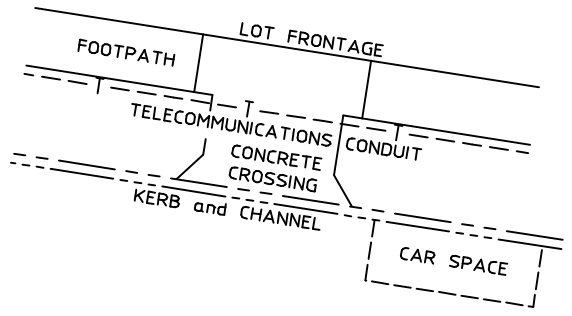 LOT FRONTAGE
FOOTPATH
TELECOMMUNICATIONS CONDUIT
CONCRETE
CROSSING
KERB and CHANNEL
CAR SPACE